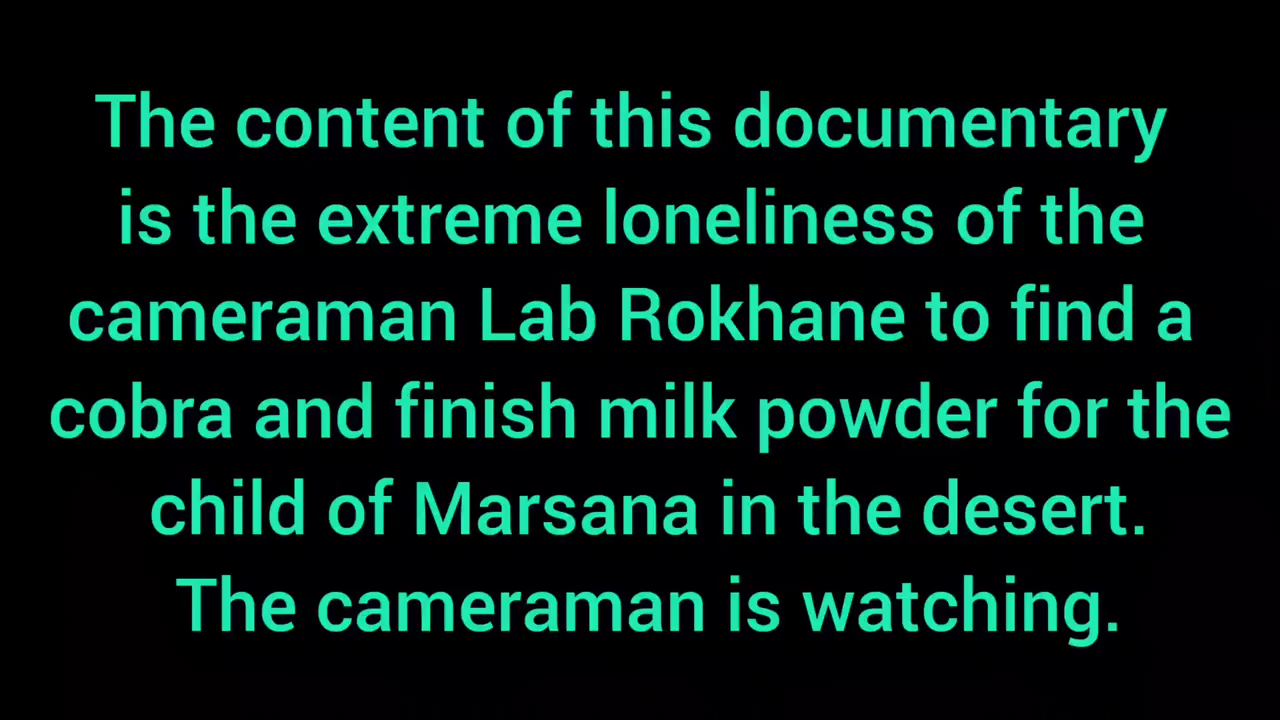 The content of this documentary
is the extreme loneliness of the
cameraman Lab Rokhane to find a
cobra and finish milk powder for the
child of Marsana in the desert.
The cameraman is watching.